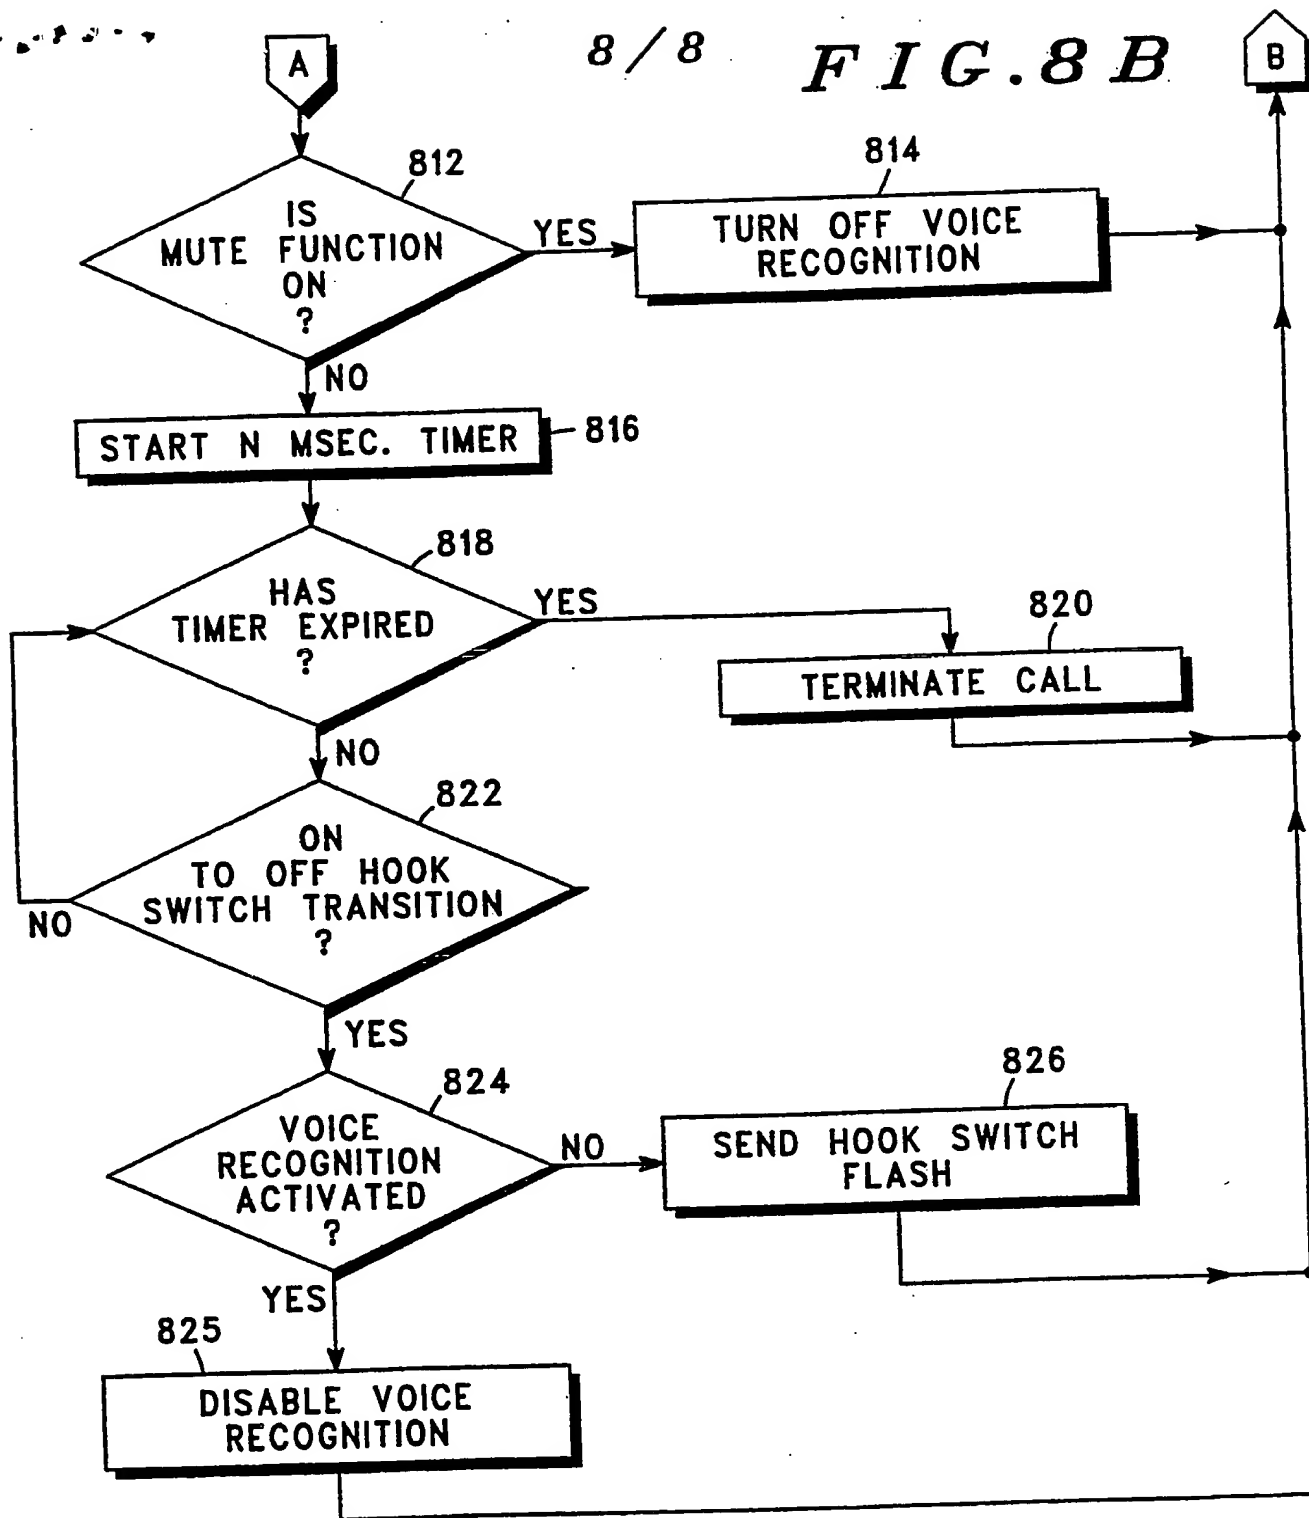 8/8 FIG.8B
A
B
812
IS
MUTE FUNCTION
ON
?
YES
814
TURN OFF VOICE
RECOGNITION
NO
START N MSEC. TIMER
816
818
HAS
TIMER EXPIRED
?
YES
820
TERMINATE CALL
NO
822
ON
TO OFF HOOK
SWITCH TRANSITION
?
NO
YES
824
VOICE
RECOGNITION
ACTIVATED
?
NO
826
SEND HOOK SWITCH
FLASH
YES
825
DISABLE VOICE
RECOGNITION